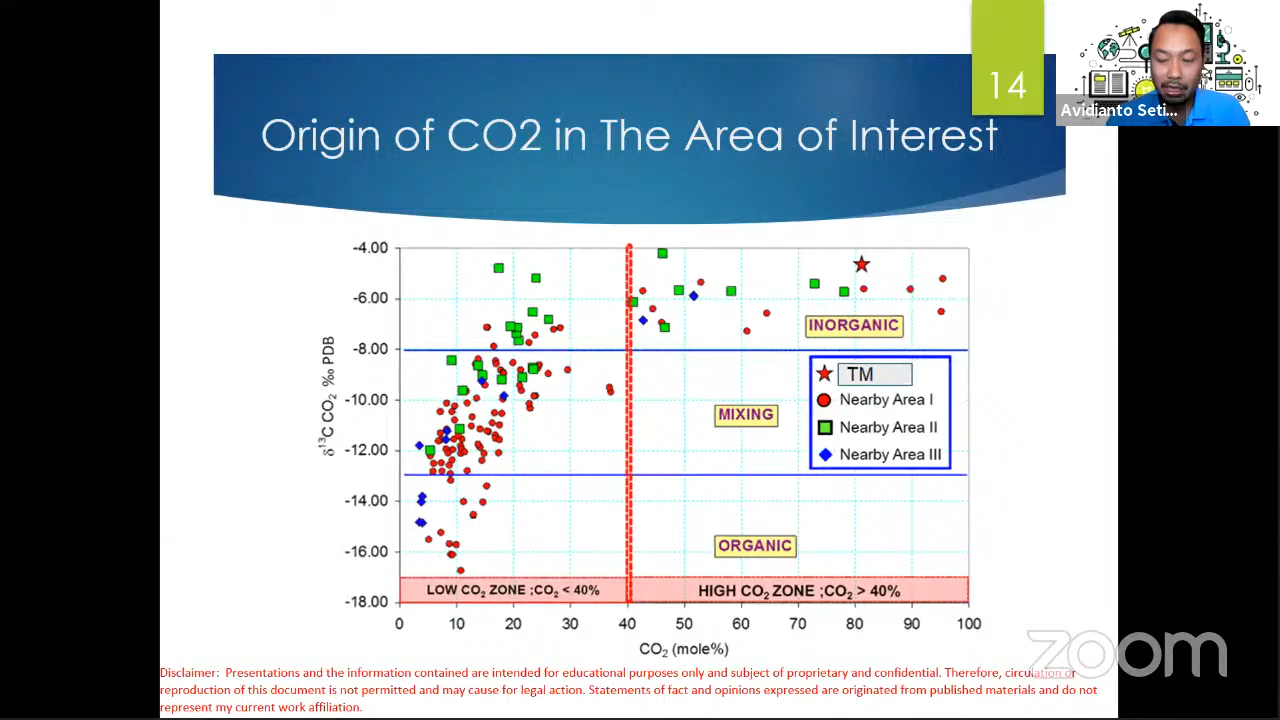 14
Avidianto Seti...
Origin of CO2 in The Area of Interest
-4.00
-6.00
-8.00
-10.00
-12.00
-14.00
-16.00
-18.00
δ¹³C CO₂ ‰ PDB
INORGANIC
MIXING
ORGANIC
TM
Nearby Area I
Nearby Area II
Nearby Area III
LOW CO₂ ZONE ;CO₂ < 40%
HIGH CO₂ ZONE ;CO₂ > 40%
0 10 20 30 40 50 60 70 80 90 100
CO₂ (mole%)
zoom
Disclaimer: Presentations and the information contained are intended for educational purposes only and subject of proprietary and confidential. Therefore, circulation or
reproduction of this document is not permitted and may cause for legal action. Statements of fact and opinions expressed are originated from published materials and do not
represent my current work affiliation.